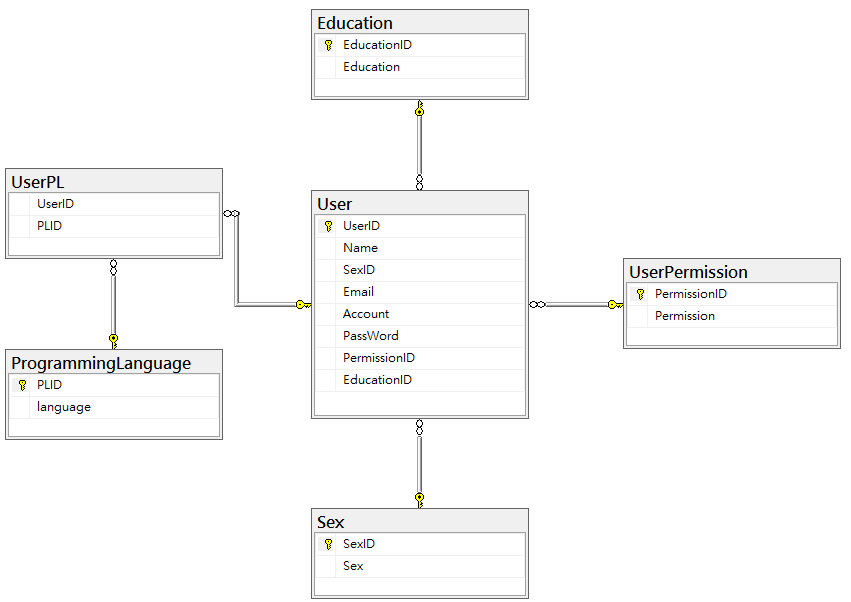 Education
EducationID
Education
UserPL
UserID
PLID
User
UserID
Name
SexID
Email
Account
PassWord
PermissionID
EducationID
UserPermission
PermissionID
Permission
ProgrammingLanguage
PLID
language
Sex
SexID
Sex